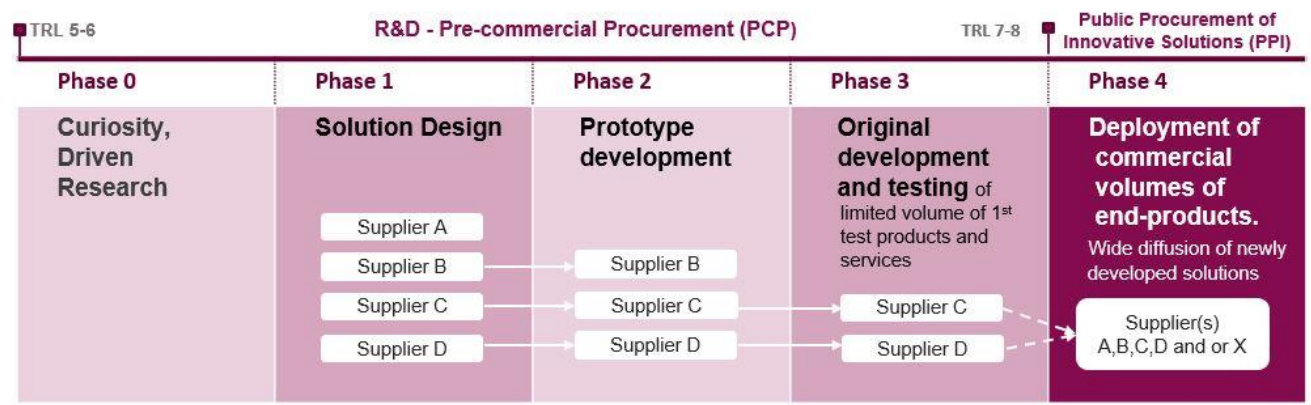 TRL 5-6
R&D - Pre-commercial Procurement (PCP)
TRL 7-8
Public Procurement of
Innovative Solutions (PPI)
Phase 0
Phase 1
Phase 2
Phase 3
Phase 4
Curiosity,
Driven
Research
Solution Design
Supplier A
Supplier B
Supplier C
Supplier D
Prototype
development
Supplier B
Supplier C
Supplier D
Original
development
and testing of
limited volume of 1st
test products and
services
Supplier C
Supplier D
Deployment of
commercial
volumes of
end-products.
Wide diffusion of newly
developed solutions
Supplier(s)
A,B,C,D and or X